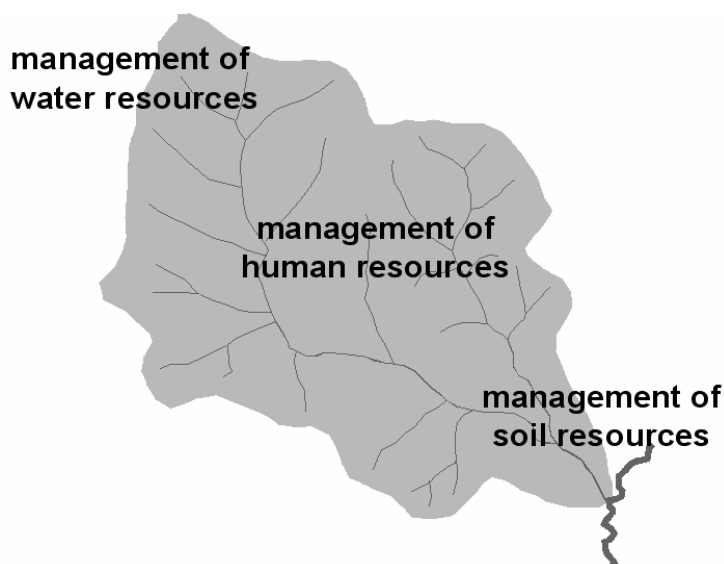 management of
water resources
management of
human resources
management of
soil resources